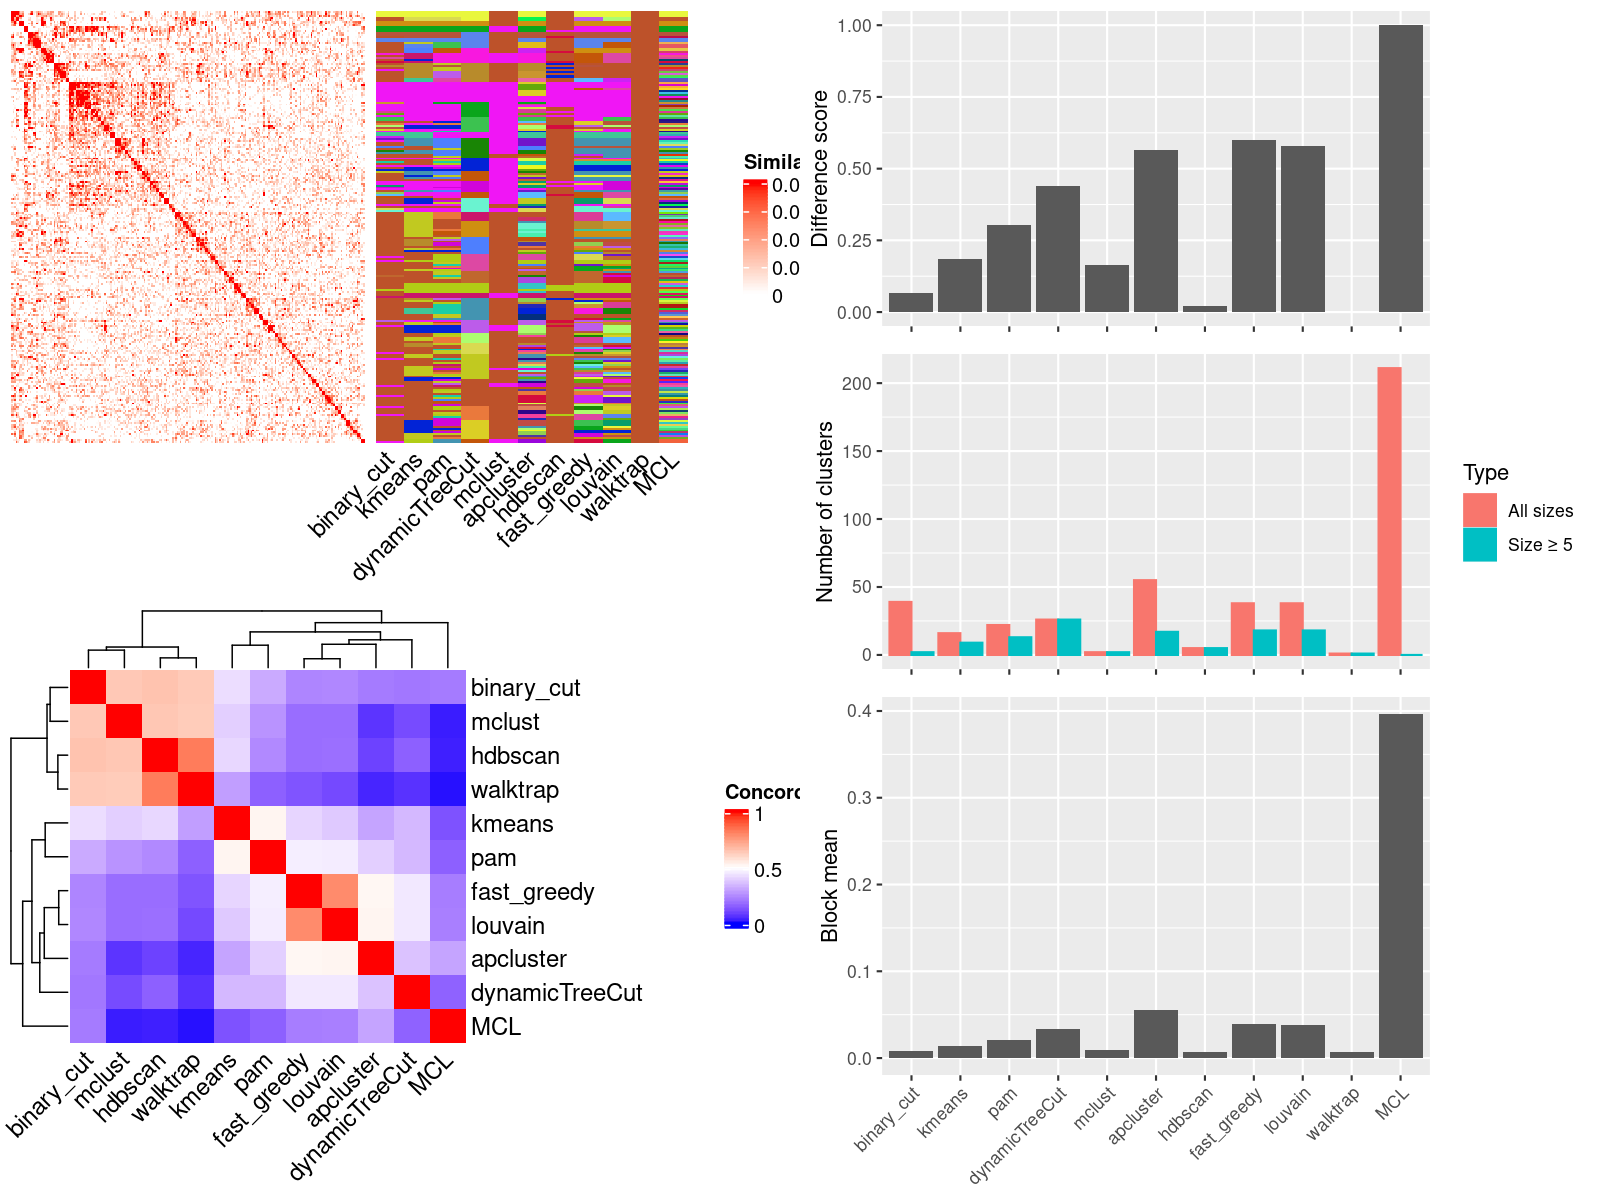 Simila
0.0
0.0
0.0
0.0
0
binary_cut
kmeans
pam
dynamicTreeCut
mclust
apcluster
hdbscan
fast_greedy
louvain
walktrap
MCL
Difference score
1.00
0.75
0.50
0.25
0.00
Number of clusters
200
150
100
50
0
Type
All sizes
Size ≥ 5
binary_cut
mclust
hdbscan
walktrap
kmeans
pam
fast_greedy
louvain
apcluster
dynamicTreeCut
MCL
binary_cut
mclust
hdbscan
walktrap
kmeans
pam
fast_greedy
louvain
apcluster
dynamicTreeCut
MCL
Concord
1
0.5
0
Block mean
0.4
0.3
0.2
0.1
0.0
binary_cut
kmeans
pam
dynamicTreeCut
mclust
apcluster
hdbscan
fast_greedy
louvain
walktrap
MCL